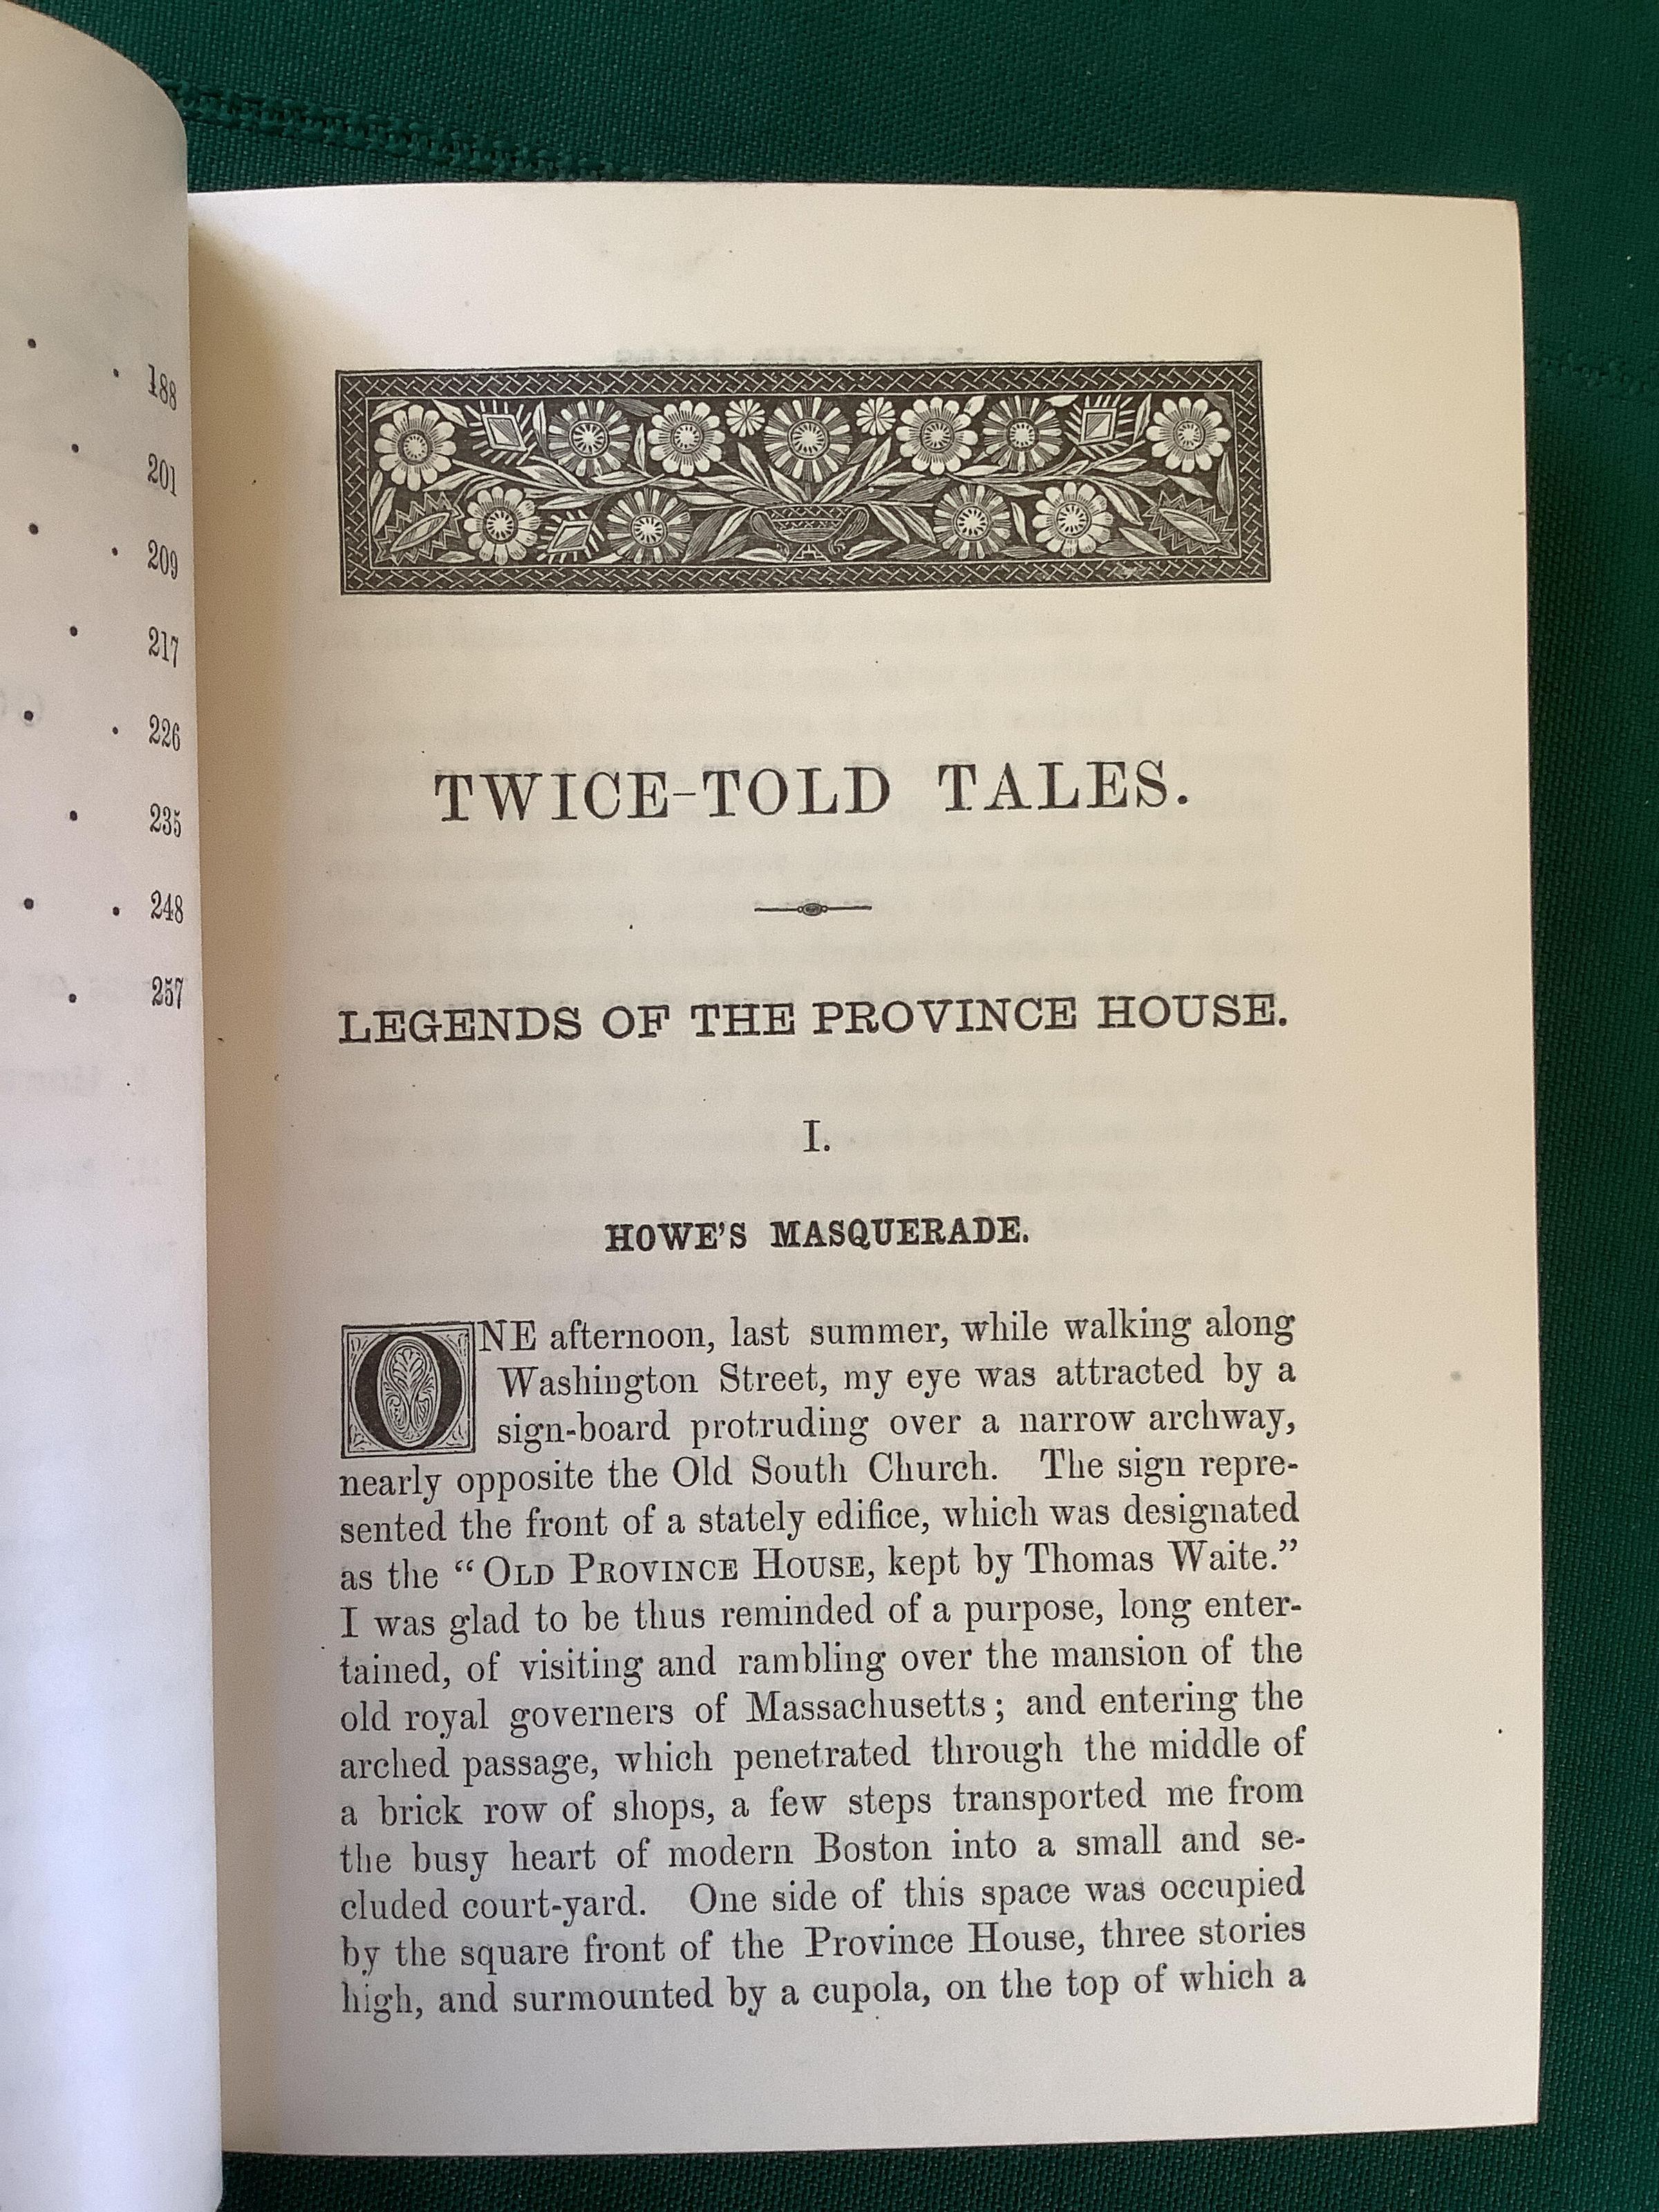 188
201
209
217
226
235
248
257
TWICE-TOLD TALES.
LEGENDS OF THE PROVINCE HOUSE.
I.
HOWE'S MASQUERADE.
ONE afternoon, last summer, while walking along
Washington Street, my eye was attracted by a
sign-board protruding over a narrow archway,
nearly opposite the Old South Church. The sign repre-
sented the front of a stately edifice, which was designated
as the “OLD PROVINCE HOUSE, kept by Thomas Waite.”
I was glad to be thus reminded of a purpose, long enter-
tained, of visiting and rambling over the mansion of the
old royal governers of Massachusetts; and entering the
arched passage, which penetrated through the middle of
a brick row of shops, a few steps transported me from
the busy heart of modern Boston into a small and se-
cluded court-yard. One side of this space was occupied
by the square front of the Province House, three stories
high, and surmounted by a cupola, on the top of which a